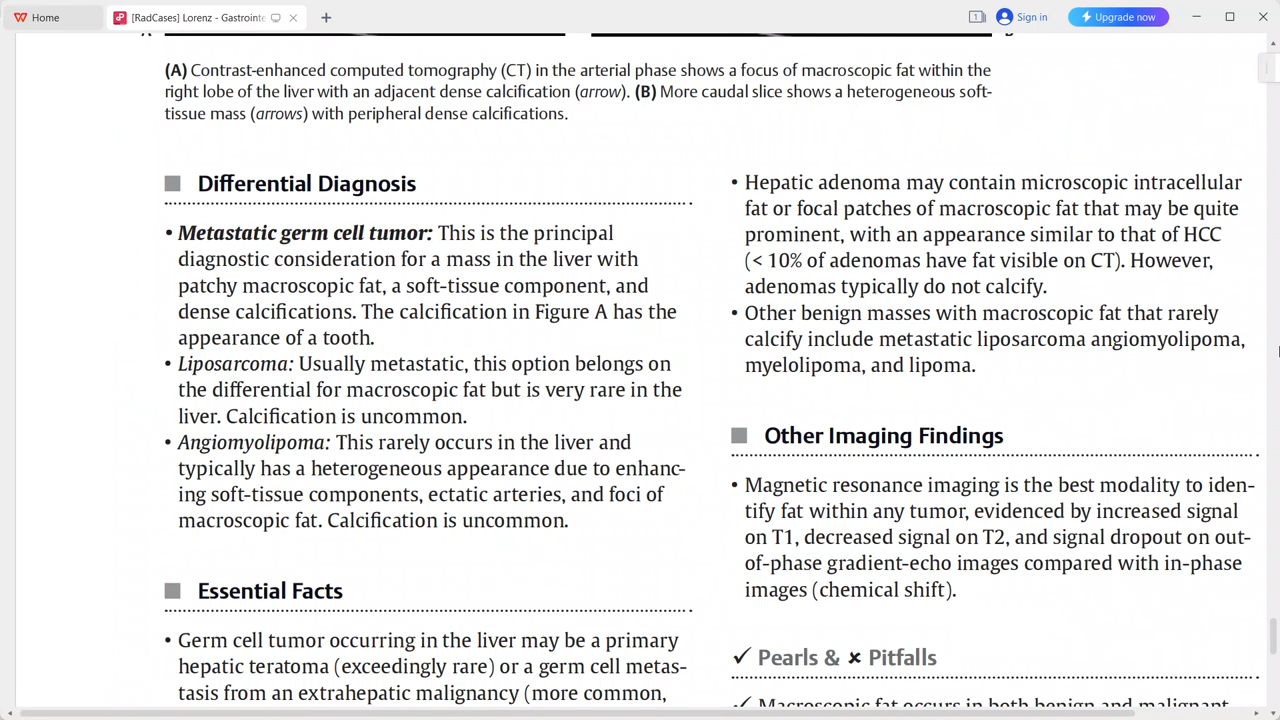 Home
[RadCases] Lorenz - Gastrointe
Sign in
Upgrade now
(A) Contrast-enhanced computed tomography (CT) in the arterial phase shows a focus of macroscopic fat within the
right lobe of the liver with an adjacent dense calcification (arrow). (B) More caudal slice shows a heterogeneous soft-
tissue mass (arrows) with peripheral dense calcifications.
Differential Diagnosis
• Metastatic germ cell tumor: This is the principal
diagnostic consideration for a mass in the liver with
patchy macroscopic fat, a soft-tissue component, and
dense calcifications. The calcification in Figure A has the
appearance of a tooth.
• Liposarcoma: Usually metastatic, this option belongs on
the differential for macroscopic fat but is very rare in the
liver. Calcification is uncommon.
• Angiomyolipoma: This rarely occurs in the liver and
typically has a heterogeneous appearance due to enhanc-
ing soft-tissue components, ectatic arteries, and foci of
macroscopic fat. Calcification is uncommon.
Essential Facts
• Germ cell tumor occurring in the liver may be a primary
hepatic teratoma (exceedingly rare) or a germ cell metas-
tasis from an extrahepatic malignancy (more common,
• Hepatic adenoma may contain microscopic intracellular
fat or focal patches of macroscopic fat that may be quite
prominent, with an appearance similar to that of HCC
(< 10% of adenomas have fat visible on CT). However,
adenomas typically do not calcify.
• Other benign masses with macroscopic fat that rarely
calcify include metastatic liposarcoma angiomyolipoma,
myelolipoma, and lipoma.
Other Imaging Findings
• Magnetic resonance imaging is the best modality to iden-
tify fat within any tumor, evidenced by increased signal
on T1, decreased signal on T2, and signal dropout on out-
of-phase gradient-echo images compared with in-phase
images (chemical shift).
✓ Pearls & ✗ Pitfalls
✓ Macroscopic fat occurs in both benign and malignant